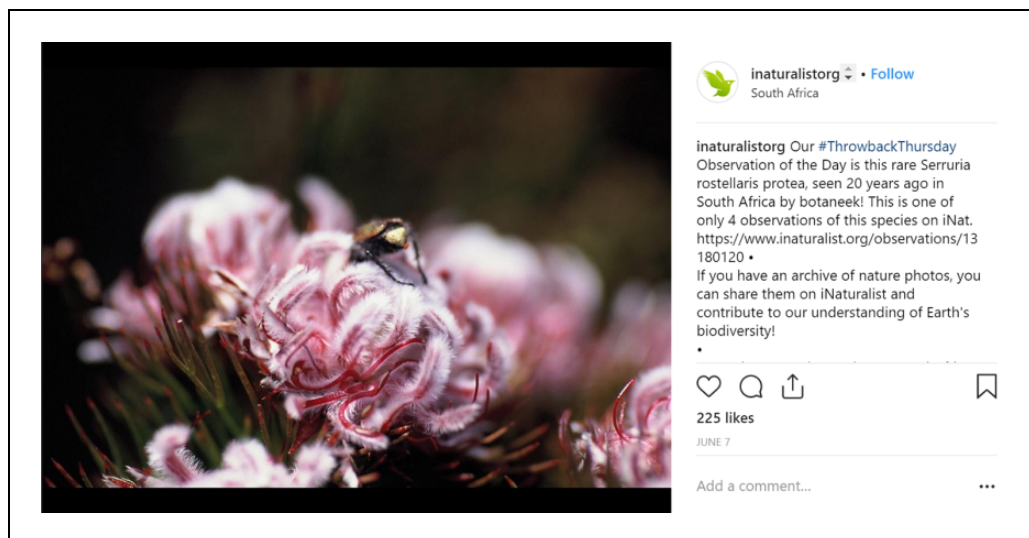 inaturalistorg • Follow
South Africa
inaturalistorg Our #ThrowbackThursday
Observation of the Day is this rare Serruria
rostellaris protea, seen 20 years ago in
South Africa by botaneek! This is one of
only 4 observations of this species on iNat.
https://www.inaturalist.org/observations/13
180120 •
If you have an archive of nature photos, you
can share them on iNaturalist and
contribute to our understanding of Earth's
biodiversity!
•
225 likes
JUNE 7
Add a comment...